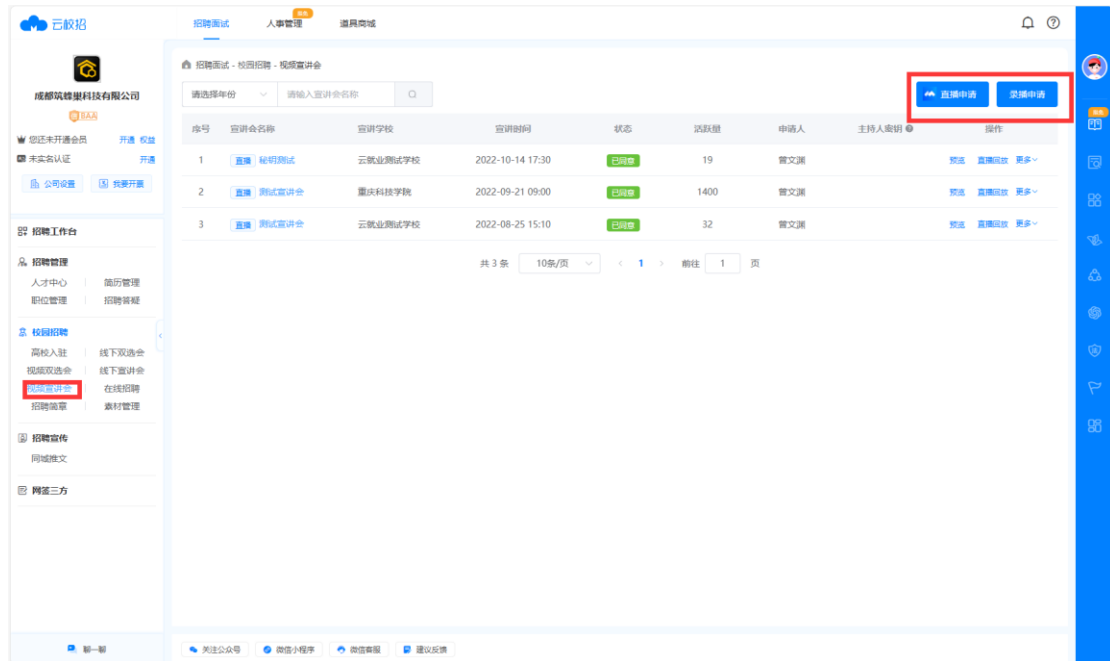 云校招
招聘面试 人事管理 道具商城
成都筑蜂巢科技有限公司
BAA
您还未开通会员 开通 权益
未实名认证 开通
公司设置 我要开票
招聘工作台
招聘管理
人才中心 简历管理
职位管理 招聘答疑
校园招聘
高校入驻 线下双选会
视频双选会 线下宣讲会
视频宣讲会 在线招聘
招聘简章 素材管理
招聘宣传
同城推文
网签三方
聊一聊
招聘面试 - 校园招聘 - 视频宣讲会
请选择年份 请输入宣讲会名称 直播申请 录播申请
序号 宣讲会名称 宣讲学校 宣讲时间 状态 活跃量 申请人 主持人密钥 操作
1 直播 秘钥测试 云就业测试学校 2022-10-14 17:30 已同意 19 曾文渊 预览 直播回放 更多
2 直播 测试宣讲会 重庆科技学院 2022-09-21 09:00 已同意 1400 曾文渊 预览 直播回放 更多
3 直播 测试宣讲会 云就业测试学校 2022-08-25 15:10 已同意 32 曾文渊 预览 直播回放 更多
共 3 条 10条/页 < 1 > 前往 1 页
关注公众号 微信小程序 微信客服 建议反馈